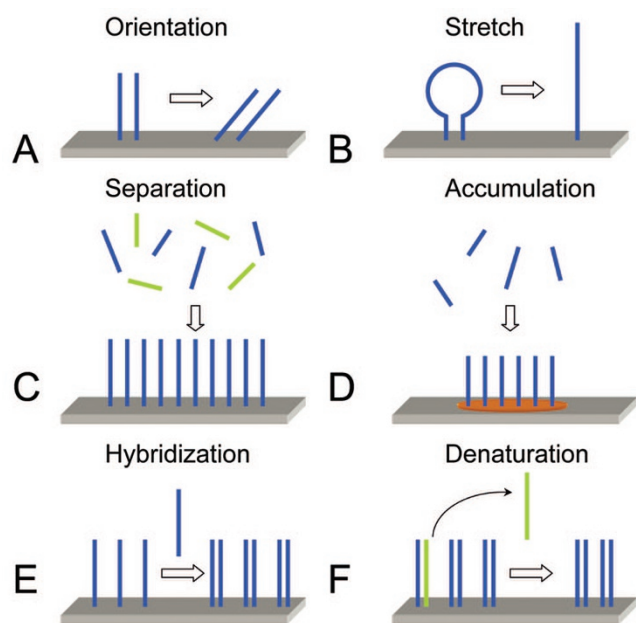 Orientation
Stretch
A
B
Separation
Accumulation
C
D
Hybridization
Denaturation
E
F